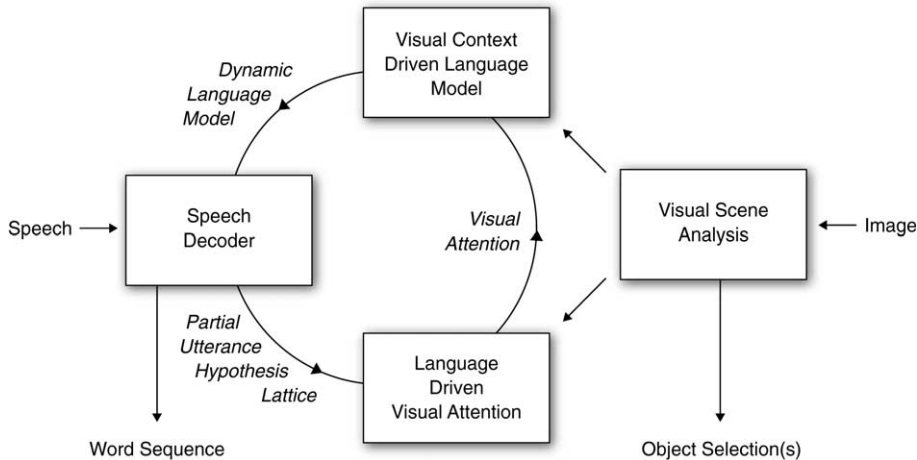 Visual Context
Driven Language
Model
Dynamic
Language
Model
Speech
Speech
Decoder
Visual
Attention
Visual Scene
Analysis
Image
Partial
Utterance
Hypothesis
Lattice
Language
Driven
Visual Attention
Word Sequence
Object Selection(s)